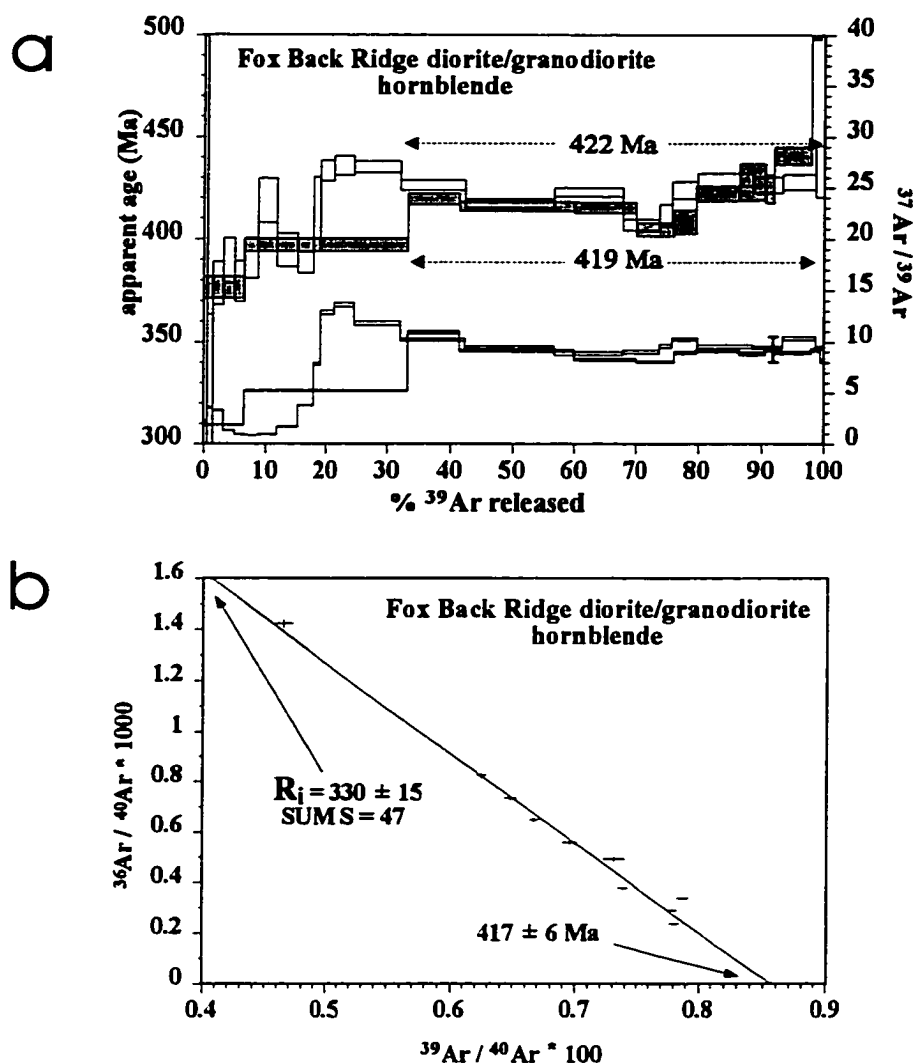 a
Fox Back Ridge diorite/granodiorite
hornblende
422 Ma
419 Ma
apparent age (Ma)
500
450
400
350
300
40
35
30
25
20
15
10
5
0
³⁷Ar / ³⁹Ar
0 10 20 30 40 50 60 70 80 90 100
% ³⁹Ar released
b
Fox Back Ridge diorite/granodiorite
hornblende
Rᵢ = 330 ± 15
SUMS = 47
417 ± 6 Ma
³⁶Ar / ⁴⁰Ar * 1000
1.6
1.4
1.2
1
0.8
0.6
0.4
0.2
0
0.4 0.5 0.6 0.7 0.8 0.9
³⁹Ar / ⁴⁰Ar * 100